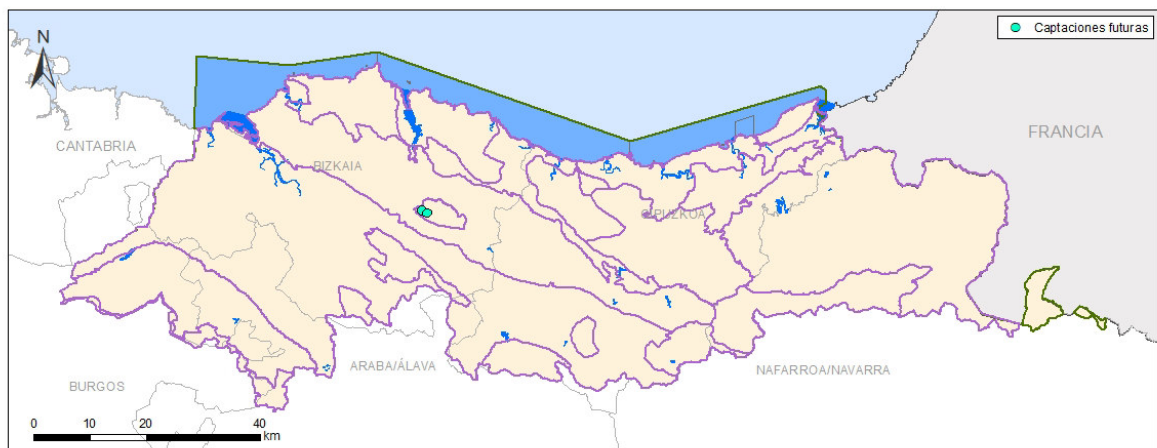 N
Captaciones futuras
FRANCIA
CANTABRIA
BIZKAIA
GIPUZKOA
ARABA/ÁLAVA
NAFARROA/NAVARRA
BURGOS
0 10 20 40
km